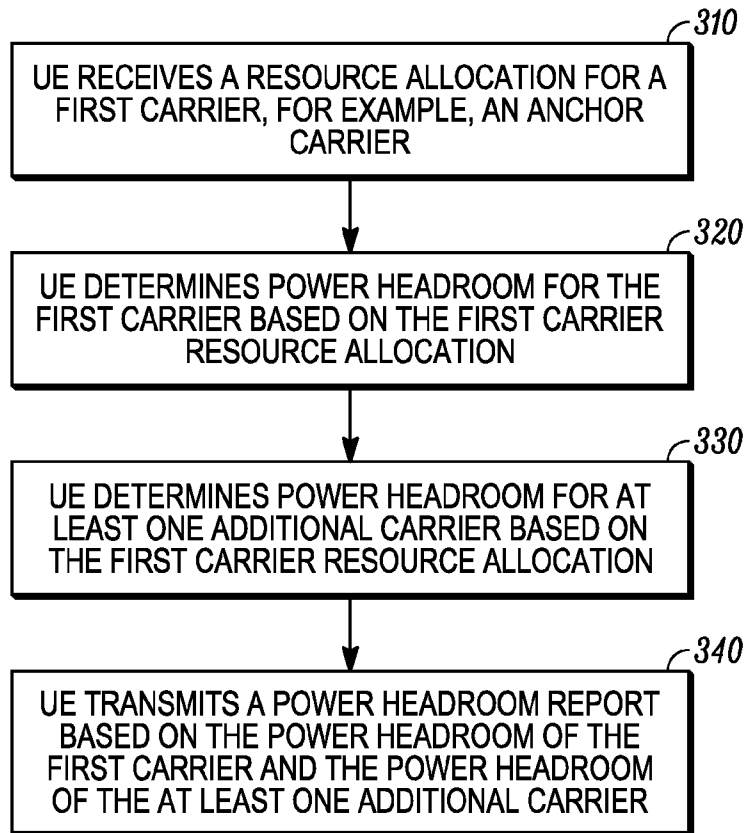 310
UE RECEIVES A RESOURCE ALLOCATION FOR A
FIRST CARRIER, FOR EXAMPLE, AN ANCHOR
CARRIER
320
UE DETERMINES POWER HEADROOM FOR THE
FIRST CARRIER BASED ON THE FIRST CARRIER
RESOURCE ALLOCATION
330
UE DETERMINES POWER HEADROOM FOR AT
LEAST ONE ADDITIONAL CARRIER BASED ON
THE FIRST CARRIER RESOURCE ALLOCATION
340
UE TRANSMITS A POWER HEADROOM REPORT
BASED ON THE POWER HEADROOM OF THE
FIRST CARRIER AND THE POWER HEADROOM
OF THE AT LEAST ONE ADDITIONAL CARRIER